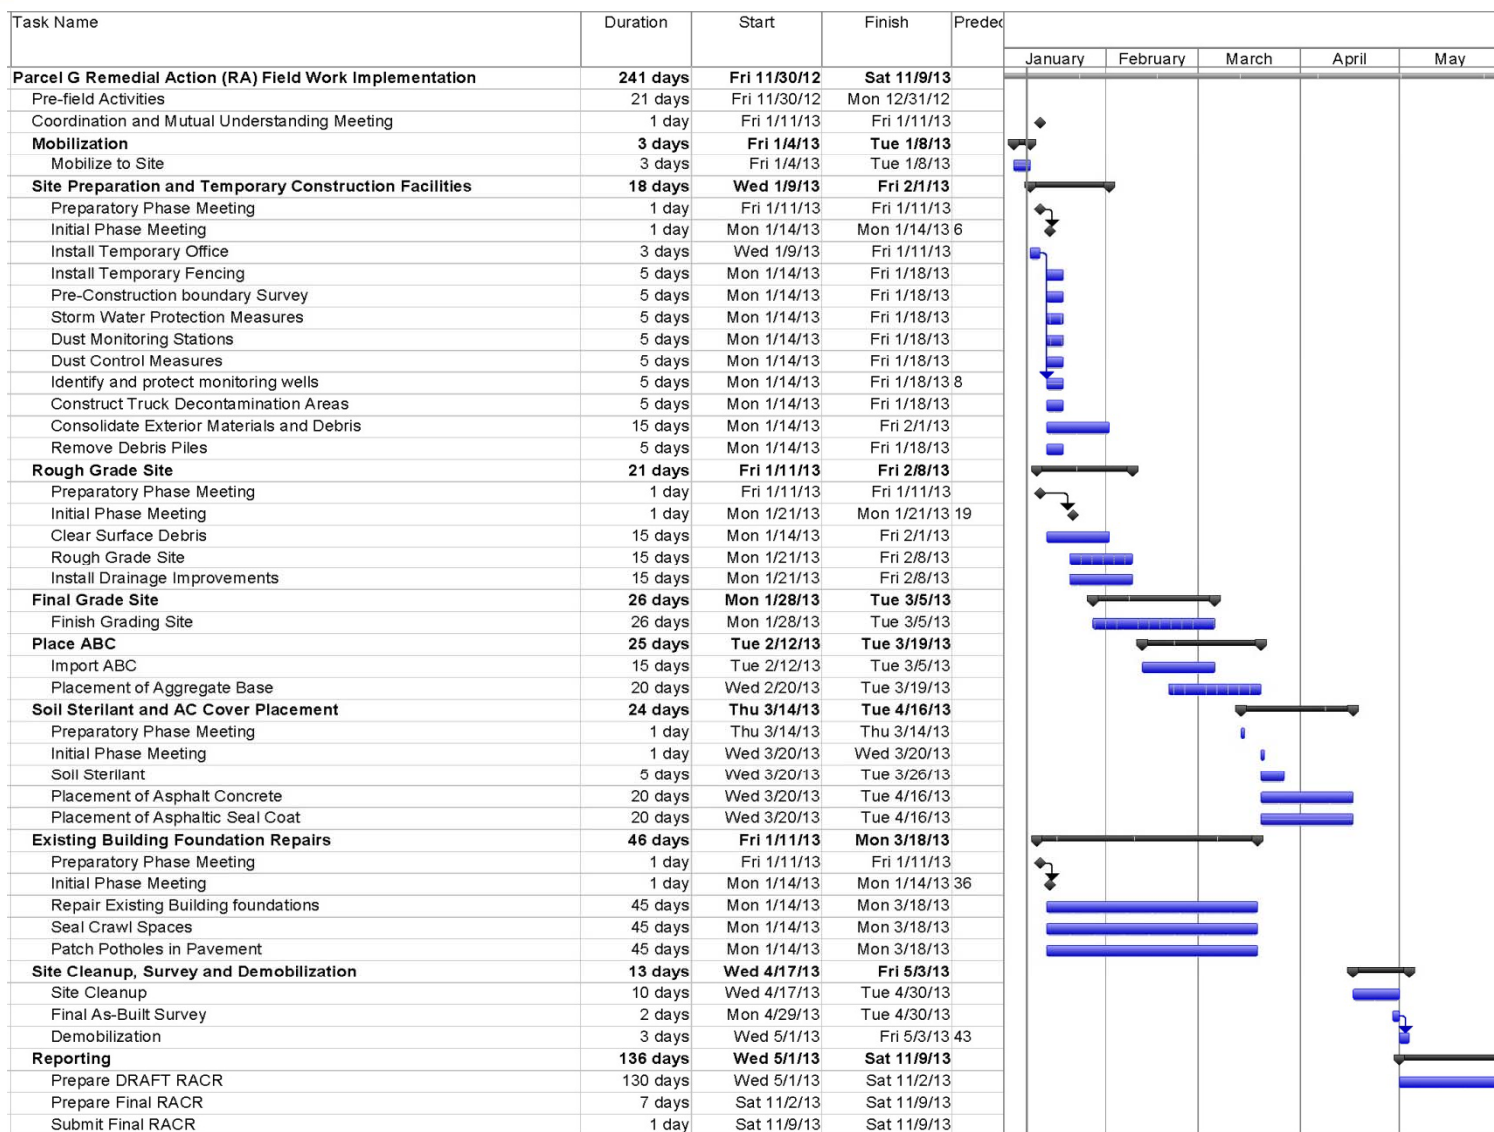 Task Name Duration Start Finish Predec
January February March April May
Parcel G Remedial Action (RA) Field Work Implementation 241 days Fri 11/30/12 Sat 11/9/13
Pre-field Activities 21 days Fri 11/30/12 Mon 12/31/12
Coordination and Mutual Understanding Meeting 1 day Fri 1/11/13 Fri 1/11/13
Mobilization 3 days Fri 1/4/13 Tue 1/8/13
Mobilize to Site 3 days Fri 1/4/13 Tue 1/8/13
Site Preparation and Temporary Construction Facilities 18 days Wed 1/9/13 Fri 2/1/13
Preparatory Phase Meeting 1 day Fri 1/11/13 Fri 1/11/13
Initial Phase Meeting 1 day Mon 1/14/13 Mon 1/14/13 6
Install Temporary Office 3 days Wed 1/9/13 Fri 1/11/13
Install Temporary Fencing 5 days Mon 1/14/13 Fri 1/18/13
Pre-Construction boundary Survey 5 days Mon 1/14/13 Fri 1/18/13
Storm Water Protection Measures 5 days Mon 1/14/13 Fri 1/18/13
Dust Monitoring Stations 5 days Mon 1/14/13 Fri 1/18/13
Dust Control Measures 5 days Mon 1/14/13 Fri 1/18/13
Identify and protect monitoring wells 5 days Mon 1/14/13 Fri 1/18/13 8
Construct Truck Decontamination Areas 5 days Mon 1/14/13 Fri 1/18/13
Consolidate Exterior Materials and Debris 15 days Mon 1/14/13 Fri 2/1/13
Remove Debris Piles 5 days Mon 1/14/13 Fri 1/18/13
Rough Grade Site 21 days Fri 1/11/13 Fri 2/8/13
Preparatory Phase Meeting 1 day Fri 1/11/13 Fri 1/11/13
Initial Phase Meeting 1 day Mon 1/21/13 Mon 1/21/13 19
Clear Surface Debris 15 days Mon 1/14/13 Fri 2/1/13
Rough Grade Site 15 days Mon 1/21/13 Fri 2/8/13
Install Drainage Improvements 15 days Mon 1/21/13 Fri 2/8/13
Final Grade Site 26 days Mon 1/28/13 Tue 3/5/13
Finish Grading Site 26 days Mon 1/28/13 Tue 3/5/13
Place ABC 25 days Tue 2/12/13 Tue 3/19/13
Import ABC 15 days Tue 2/12/13 Tue 3/5/13
Placement of Aggregate Base 20 days Wed 2/20/13 Tue 3/19/13
Soil Sterilant and AC Cover Placement 24 days Thu 3/14/13 Tue 4/16/13
Preparatory Phase Meeting 1 day Thu 3/14/13 Thu 3/14/13
Initial Phase Meeting 1 day Wed 3/20/13 Wed 3/20/13
Soil Sterilant 5 days Wed 3/20/13 Tue 3/26/13
Placement of Asphalt Concrete 20 days Wed 3/20/13 Tue 4/16/13
Placement of Asphaltic Seal Coat 20 days Wed 3/20/13 Tue 4/16/13
Existing Building Foundation Repairs 46 days Fri 1/11/13 Mon 3/18/13
Preparatory Phase Meeting 1 day Fri 1/11/13 Fri 1/11/13
Initial Phase Meeting 1 day Mon 1/14/13 Mon 1/14/13 36
Repair Existing Building foundations 45 days Mon 1/14/13 Mon 3/18/13
Seal Crawl Spaces 45 days Mon 1/14/13 Mon 3/18/13
Patch Potholes in Pavement 45 days Mon 1/14/13 Mon 3/18/13
Site Cleanup, Survey and Demobilization 13 days Wed 4/17/13 Fri 5/3/13
Site Cleanup 10 days Wed 4/17/13 Tue 4/30/13
Final As-Built Survey 2 days Mon 4/29/13 Tue 4/30/13
Demobilization 3 days Wed 5/1/13 Fri 5/3/13 43
Reporting 136 days Wed 5/1/13 Sat 11/9/13
Prepare DRAFT RACR 130 days Wed 5/1/13 Sat 11/2/13
Prepare Final RACR 7 days Sat 11/2/13 Sat 11/9/13
Submit Final RACR 1 day Sat 11/9/13 Sat 11/9/13